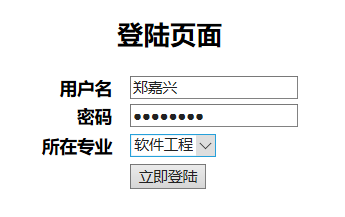 登陆页面
用户名 郑嘉兴
密码 ●●●●●●●●
所在专业 软件工程
立即登陆